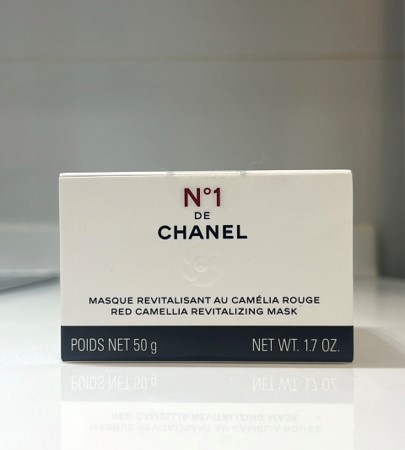 N°1
DE
CHANEL
MASQUE REVITALISANT AU CAMÉLIA ROUGE
RED CAMELLIA REVITALIZING MASK
POIDS NET 50 g NET WT. 1.7 OZ.